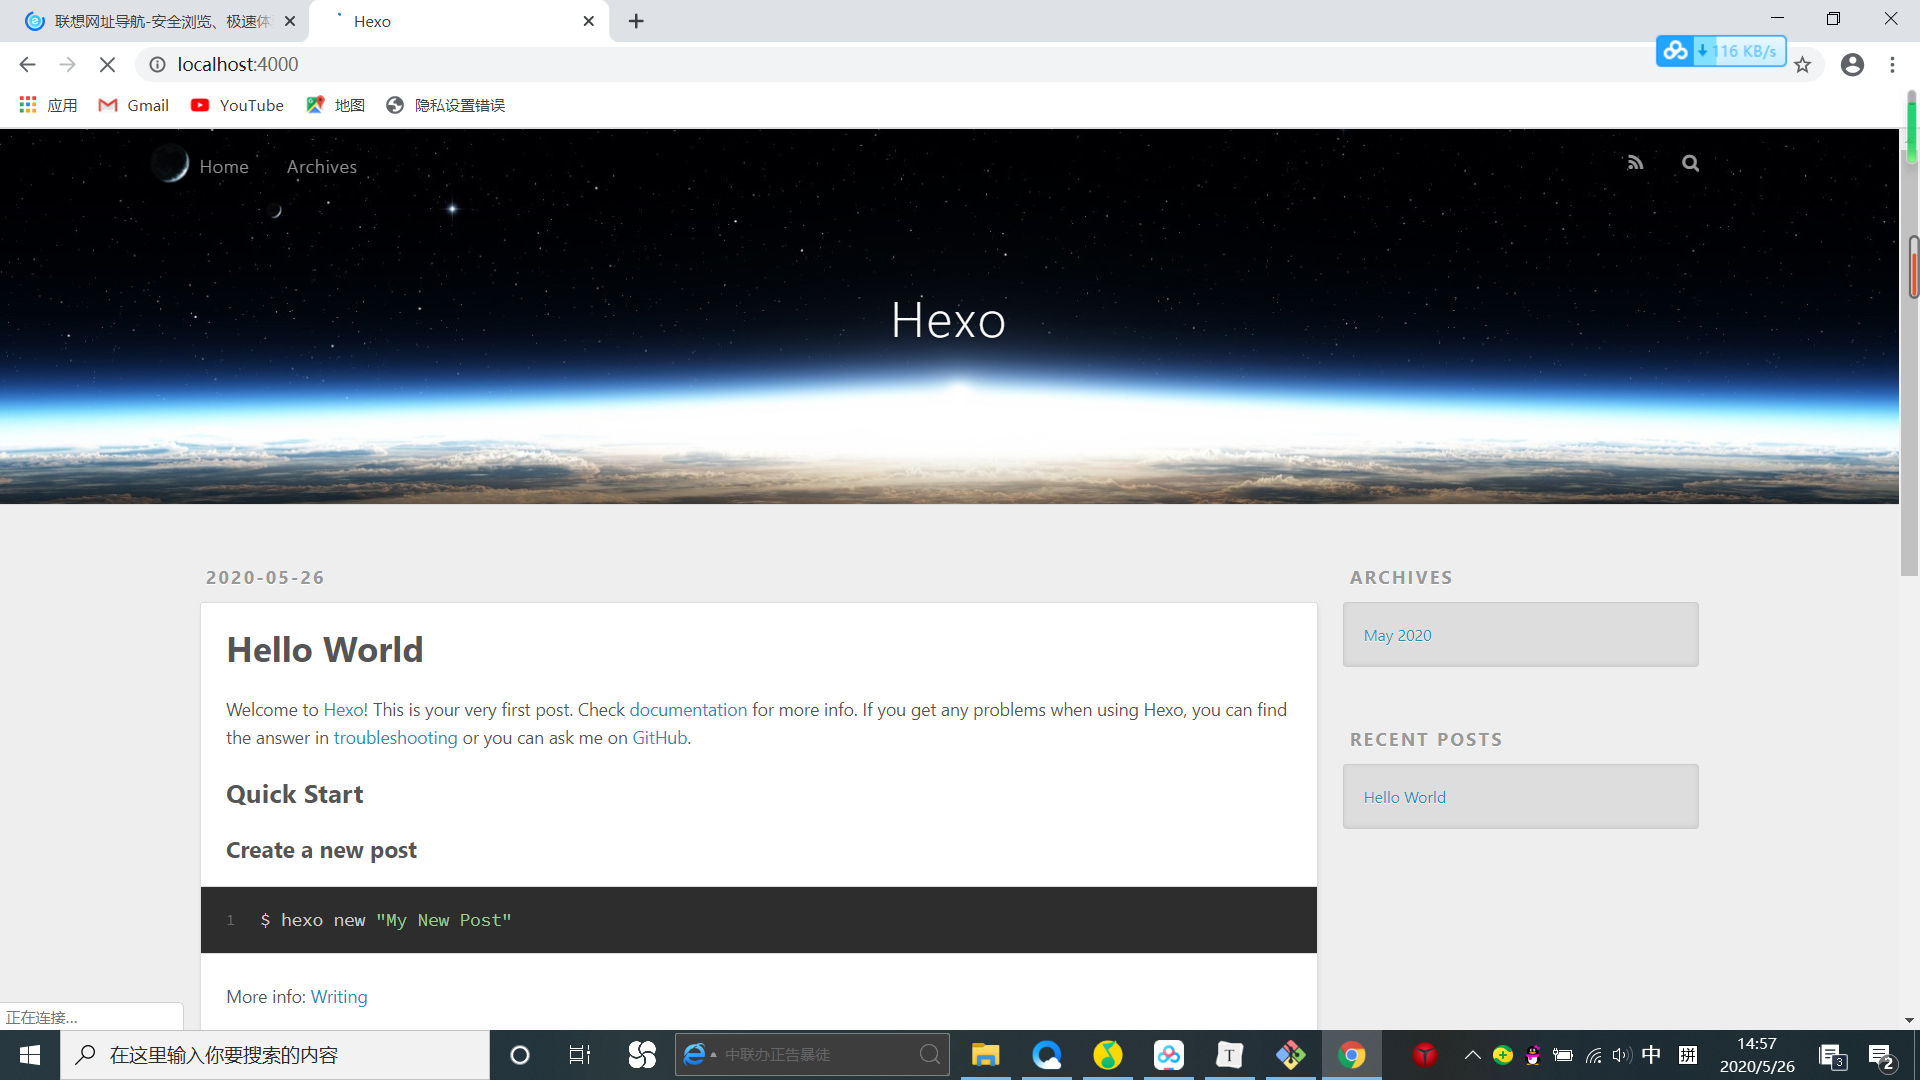 联想网址导航-安全浏览、极速体
Hexo
localhost:4000
116 KB/s
应用
Gmail
YouTube
地图
隐私设置错误
Home
Archives
Hexo
2020-05-26
ARCHIVES
Hello World
May 2020
Welcome to Hexo! This is your very first post. Check documentation for more info. If you get any problems when using Hexo, you can find
the answer in troubleshooting or you can ask me on GitHub.
RECENT POSTS
Quick Start
Hello World
Create a new post
1 $ hexo new "My New Post"
More info: Writing
正在连接...
在这里输入你要搜索的内容
中联办正告暴徒
T
中
拼
14:57
2020/5/26
3
2